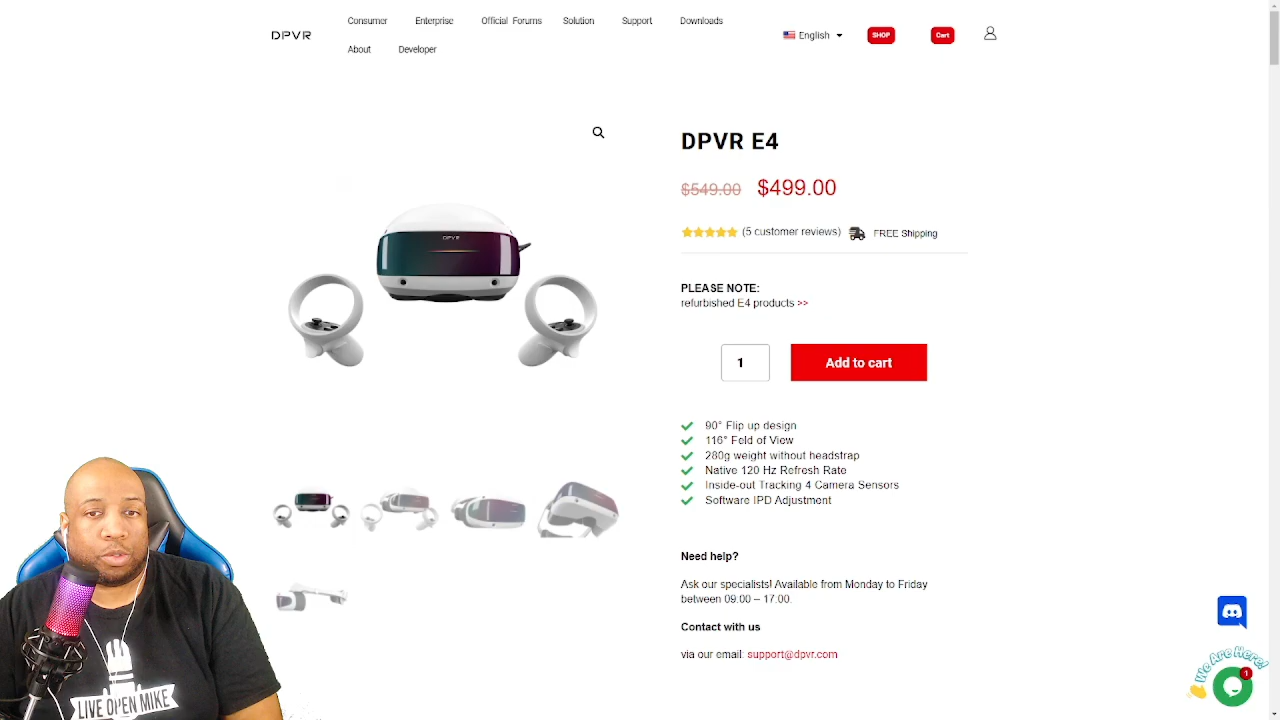 DPVR
Consumer
Enterprise
Official Forums
Solution
Support
Downloads
About
Developer
English
SHOP
Cart
DPVR
DPVR E4
$549.00 $499.00
(5 customer reviews)
FREE Shipping
PLEASE NOTE:
refurbished E4 products >>
1
Add to cart
90° Flip up design
116° Feld of View
280g weight without headstrap
Native 120 Hz Refresh Rate
Inside-out Tracking 4 Camera Sensors
Software IPD Adjustment
Need help?
Ask our specialists! Available from Monday to Friday
between 09.00 – 17.00.
Contact with us
via our email: support@dpvr.com
We Are Here!
1
LIVE OPEN MIKE